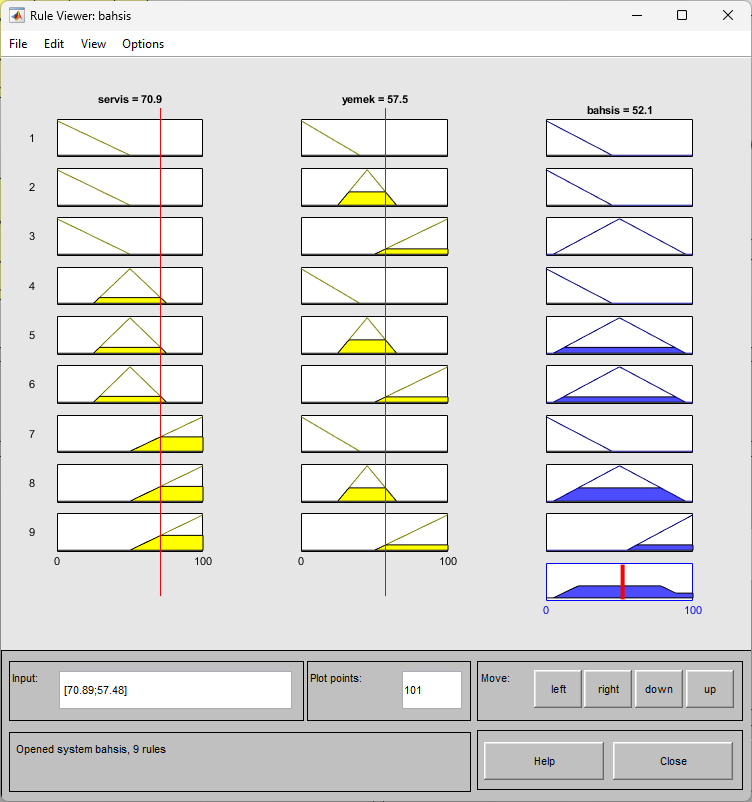 Rule Viewer: bahsis
File Edit View Options
servis = 70.9
yemek = 57.5
bahsis = 52.1
1
2
3
4
5
6
7
8
9
0 100
0 100
0 100
Input:
[70.89;57.48]
Plot points:
101
Move:
left
right
down
up
Opened system bahsis, 9 rules
Help
Close